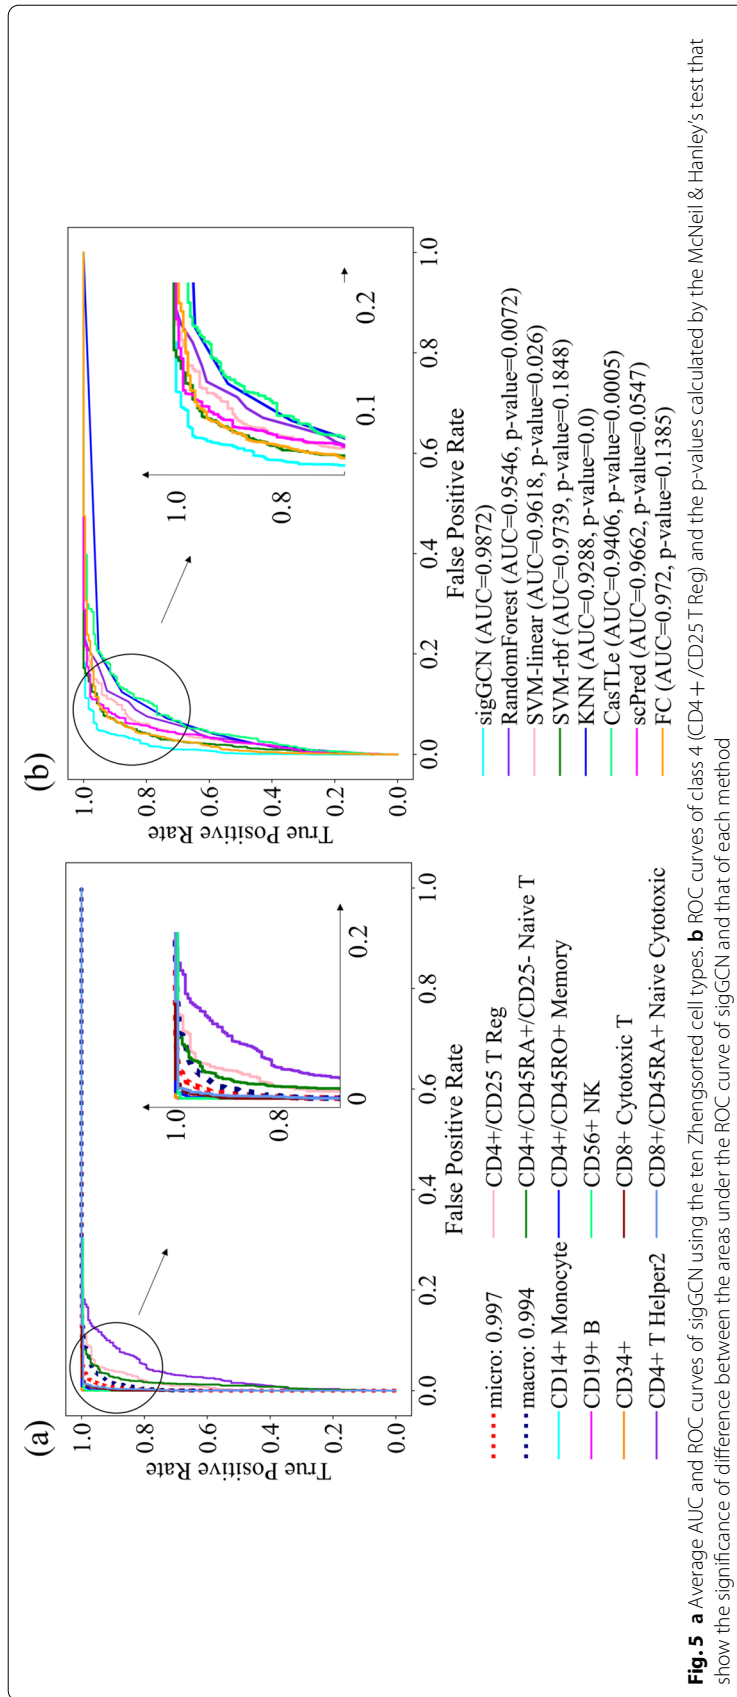 (a)
True Positive Rate
1.0
0.8
0.6
0.4
0.2
0.0
0.0
0.2
0.4
0.6
0.8
1.0
False Positive Rate
1.0
0.8
0
0.2
micro: 0.997
macro: 0.994
CD14+ Monocyte
CD19+ B
CD34+
CD4+ T Helper2
CD4+/CD25 T Reg
CD4+/CD45RA+/CD25- Naive T
CD4+/CD45RO+ Memory
CD56+ NK
CD8+ Cytotoxic T
CD8+/CD45RA+ Naive Cytotoxic
(b)
True Positive Rate
1.0
0.8
0.6
0.4
0.2
0.0
0.0
0.2
0.4
0.6
0.8
1.0
False Positive Rate
1.0
0.8
0.1
0.2
sigGCN (AUC=0.9872)
RandomForest (AUC=0.9546, p-value=0.0072)
SVM-linear (AUC=0.9618, p-value=0.026)
SVM-rbf (AUC=0.9739, p-value=0.1848)
KNN (AUC=0.9288, p-value=0.0)
CasTLe (AUC=0.9406, p-value=0.0005)
scPred (AUC=0.9662, p-value=0.0547)
FC (AUC=0.972, p-value=0.1385)
Fig. 5 a Average AUC and ROC curves of sigGCN using the ten Zhengsorted cell types. b ROC curves of class 4 (CD4+/CD25 T Reg) and the p-values calculated by the McNeil & Hanley's test that
show the significance of difference between the areas under the ROC curve of sigGCN and that of each method